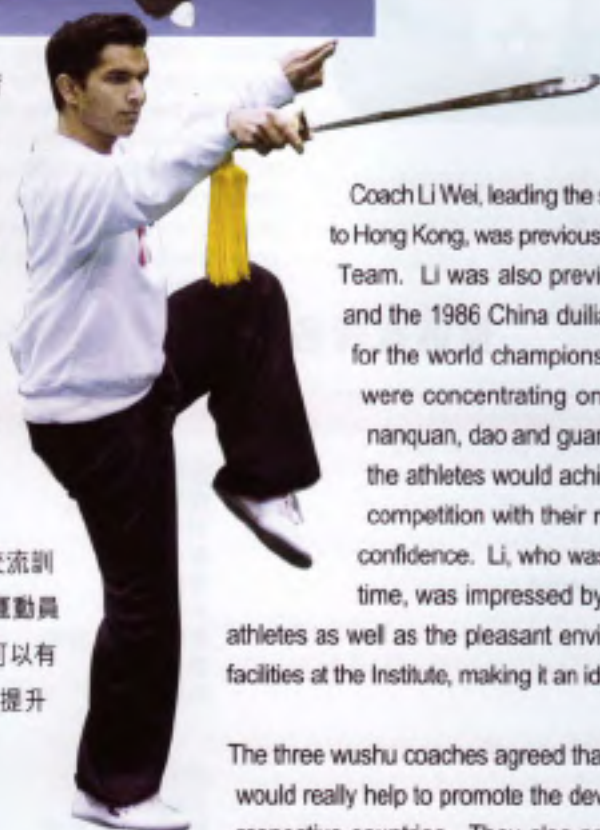 Coach Li Wei, leading the
to Hong Kong, was previous
Team. Li was also previ
and the 1986 China duilia
for the world champions
were concentrating on
nanquan, dao and guan
the athletes would achi
competition with their
confidence. Li, who was
time, was impressed by
athletes as well as the pleasant envi
facilities at the Institute, making it an id
流訓
運動員
可以有
提升
The three wushu coaches agreed tha
would really help to promote the dev